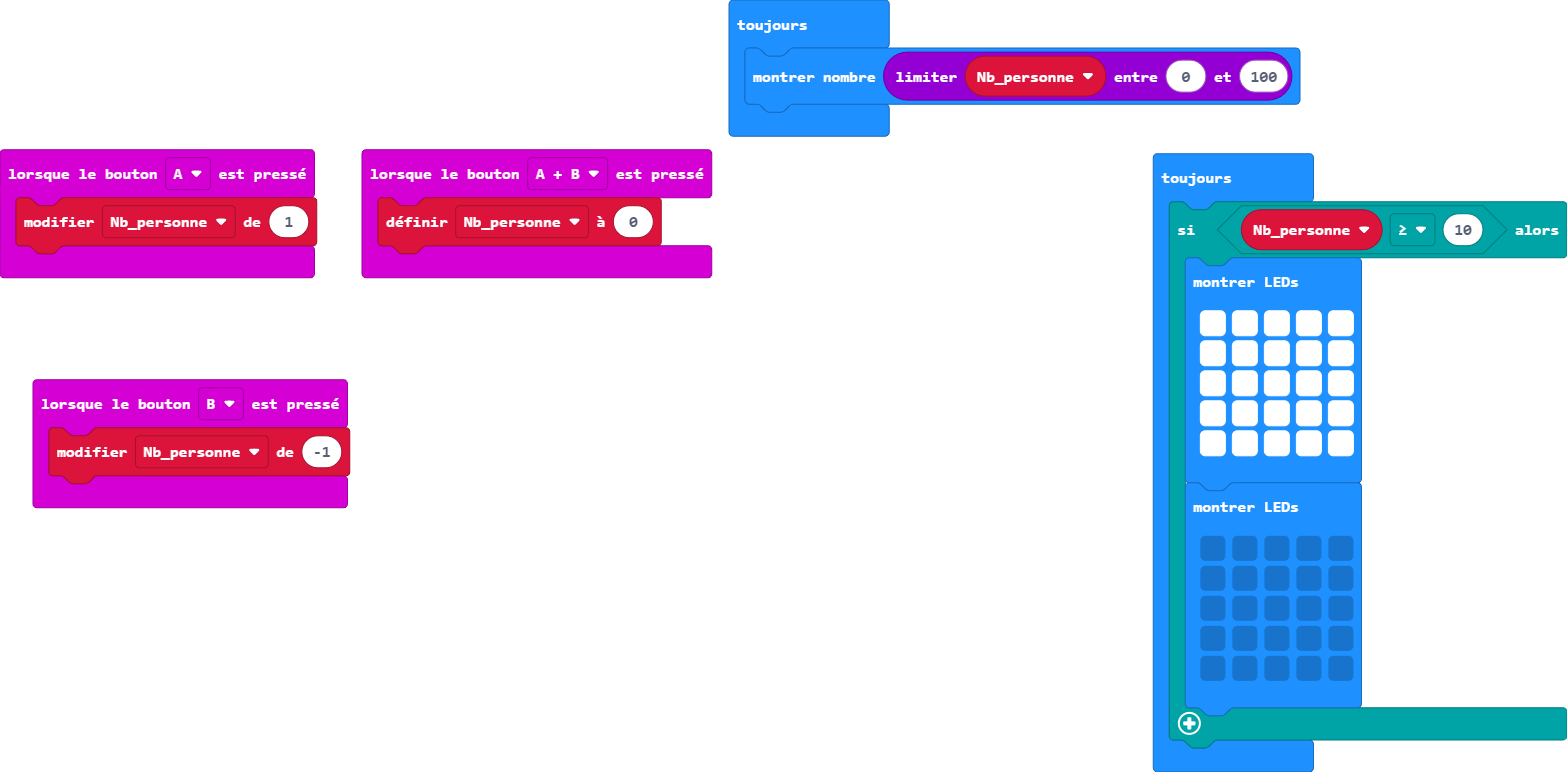 toujours
montrer nombre limiter Nb_personne entre 0 et 100
lorsque le bouton A est pressé
modifier Nb_personne de 1
lorsque le bouton A + B est pressé
définir Nb_personne à 0
toujours
si Nb_personne ≥ 10 alors
montrer LEDs
montrer LEDs
lorsque le bouton B est pressé
modifier Nb_personne de -1